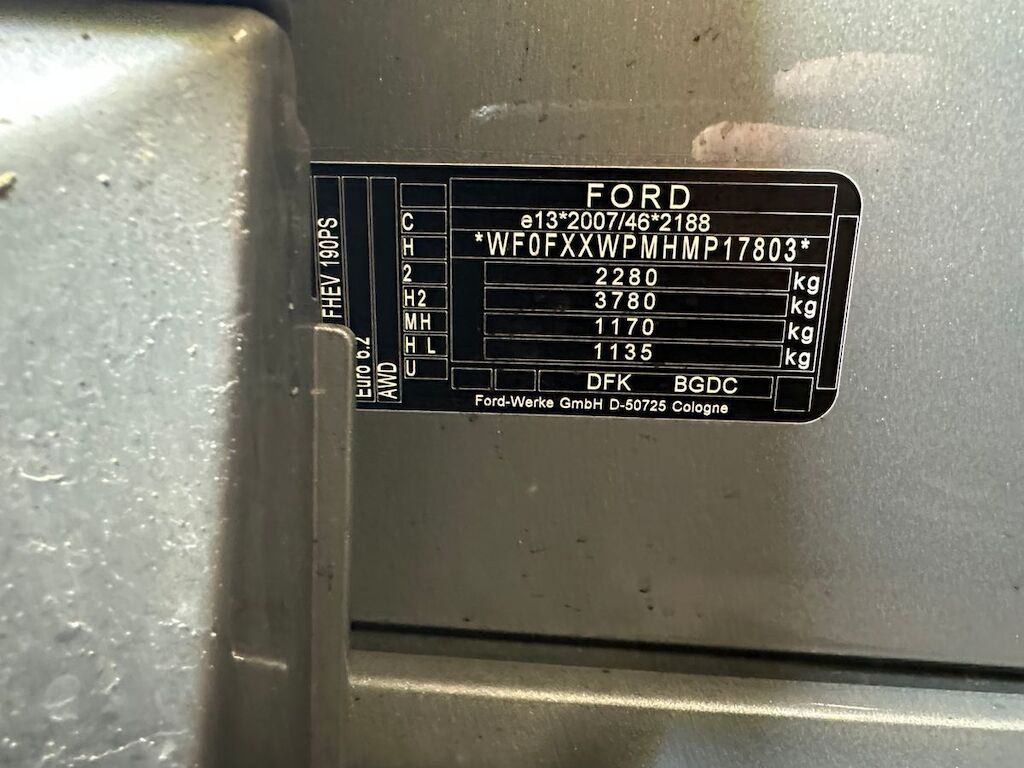 FORD
e13*2007/46*2188
*WF0FXXWPMHMP17803*
2280 kg
3780 kg
1170 kg
1135 kg
DFK BGDC
Ford-Werke GmbH D-50725 Cologne
C
H
2
H2
MH
H L
U
AWD
Euro 6.2
FHEV 190PS